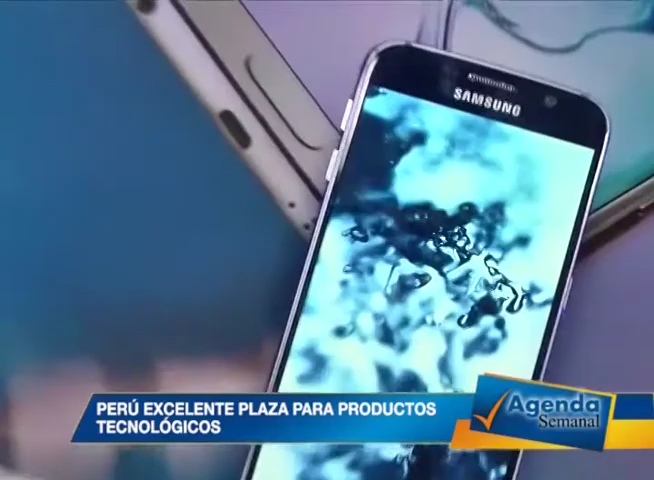 SAMSUNG
PERÚ EXCELENTE PLAZA PARA PRODUCTOS
TECNOLÓGICOS
Agenda
Semanal